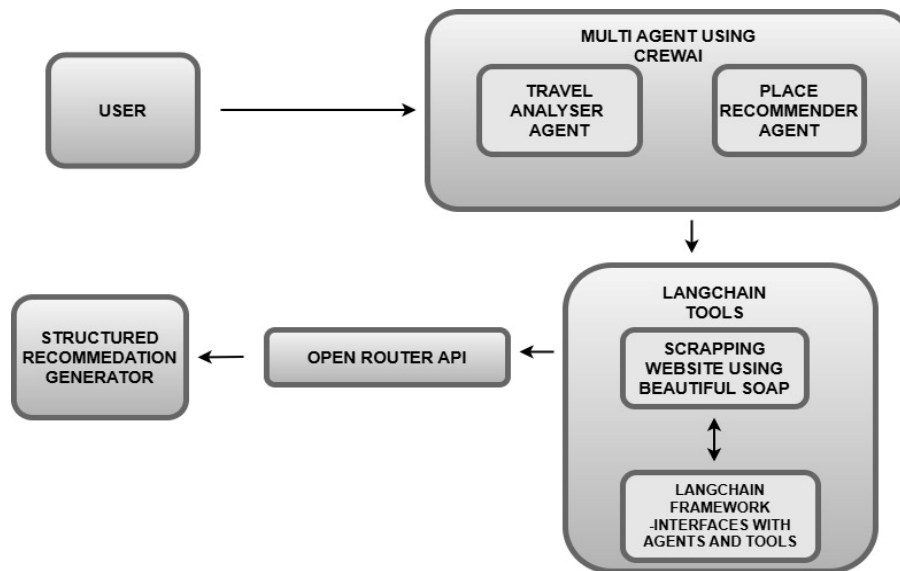 USER
MULTI AGENT USING
CREWAI
TRAVEL
ANALYSER
AGENT
PLACE
RECOMMENDER
AGENT
LANGCHAIN
TOOLS
SCRAPPING
WEBSITE USING
BEAUTIFUL SOAP
LANGCHAIN
FRAMEWORK
-INTERFACES WITH
AGENTS AND TOOLS
OPEN ROUTER API
STRUCTURED
RECOMMEDATION
GENERATOR